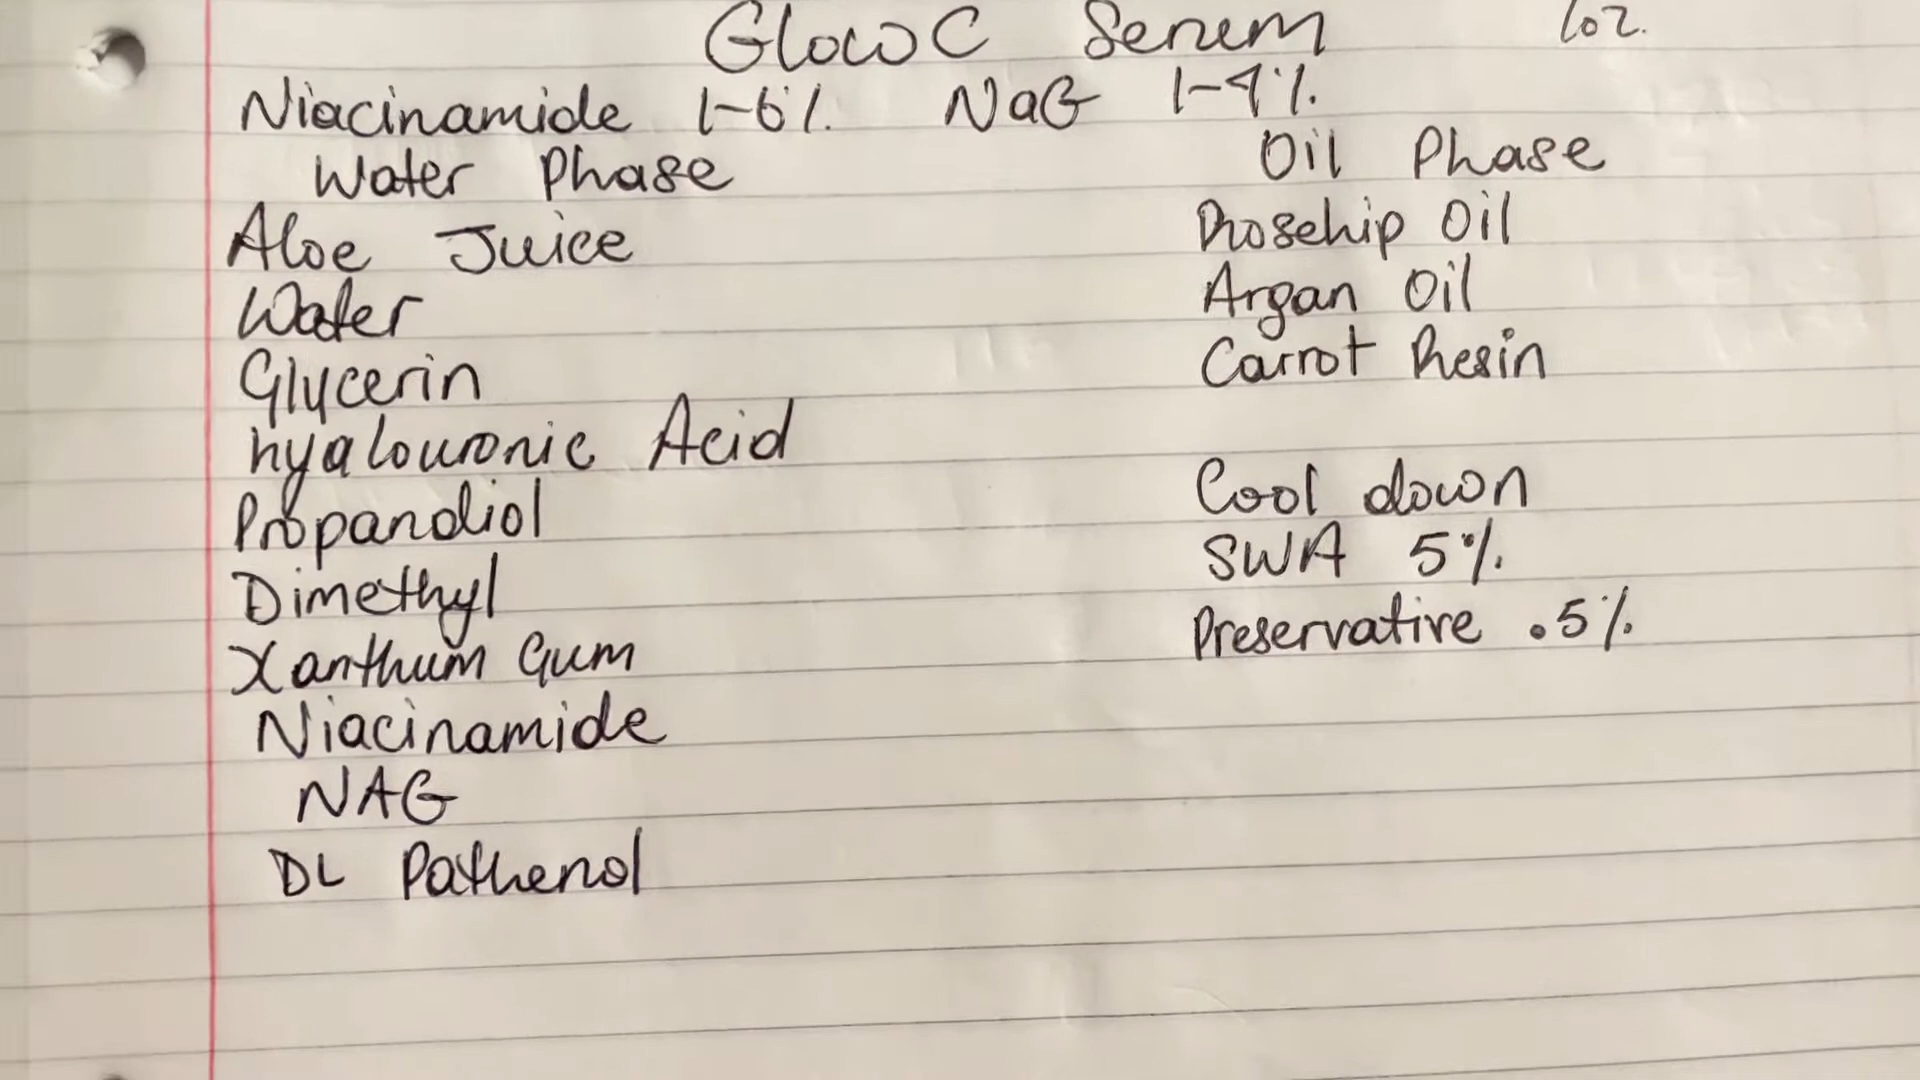 Glow C Serum 1oz.
Niacinamide 1-6% NaG 1-4%
Water Phase
Aloe Juice
Water
Glycerin
hyalouronic Acid
Propandiol
Dimethyl
Xanthum Gum
Niacinamide
NAG
DL Pathenol
Oil Phase
Rosehip Oil
Argan Oil
Carrot Resin
Cool down
SWA 5%
Preservative .5%